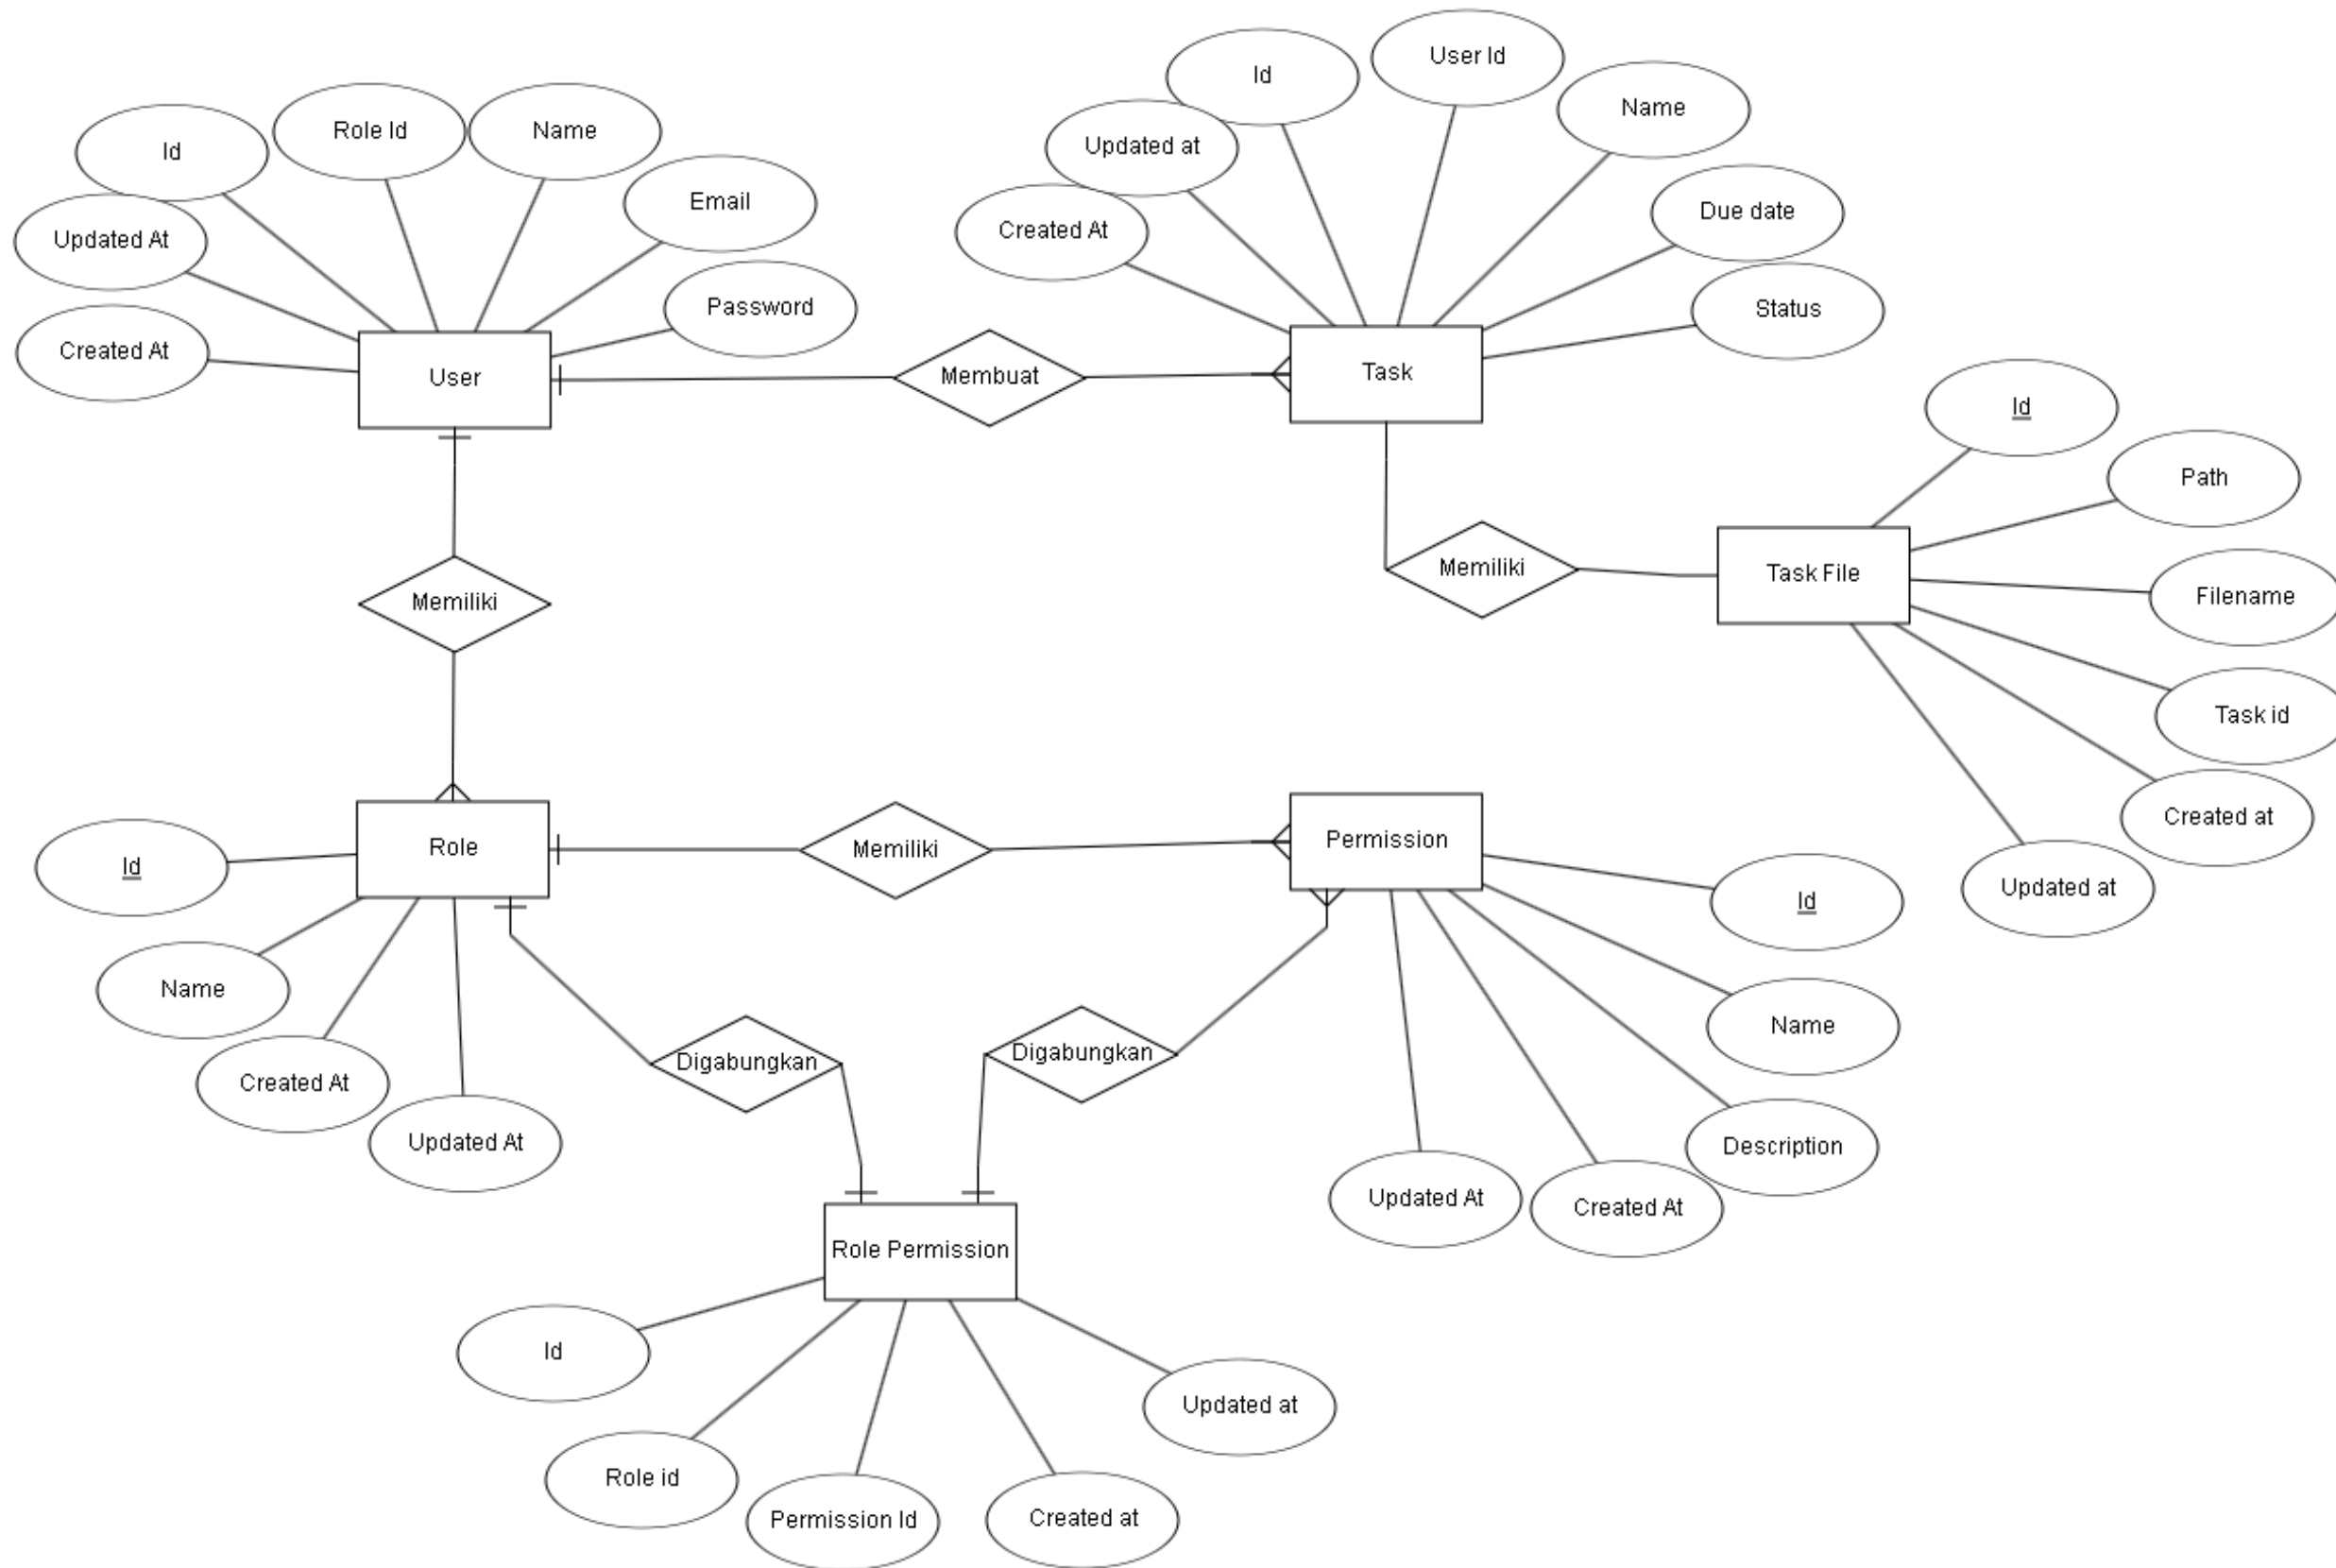 Id
Role Id
Name
Email
Password
Updated At
Created At
User
Membuat
Id
User Id
Name
Updated at
Created At
Due date
Status
Task
Memiliki
Id
Path
Filename
Task id
Created at
Updated at
Task File
Memiliki
Role
Id
Name
Created At
Updated At
Memiliki
Permission
Id
Name
Description
Created At
Updated At
Digabungkan
Digabungkan
Role Permission
Id
Role id
Permission Id
Created at
Updated at